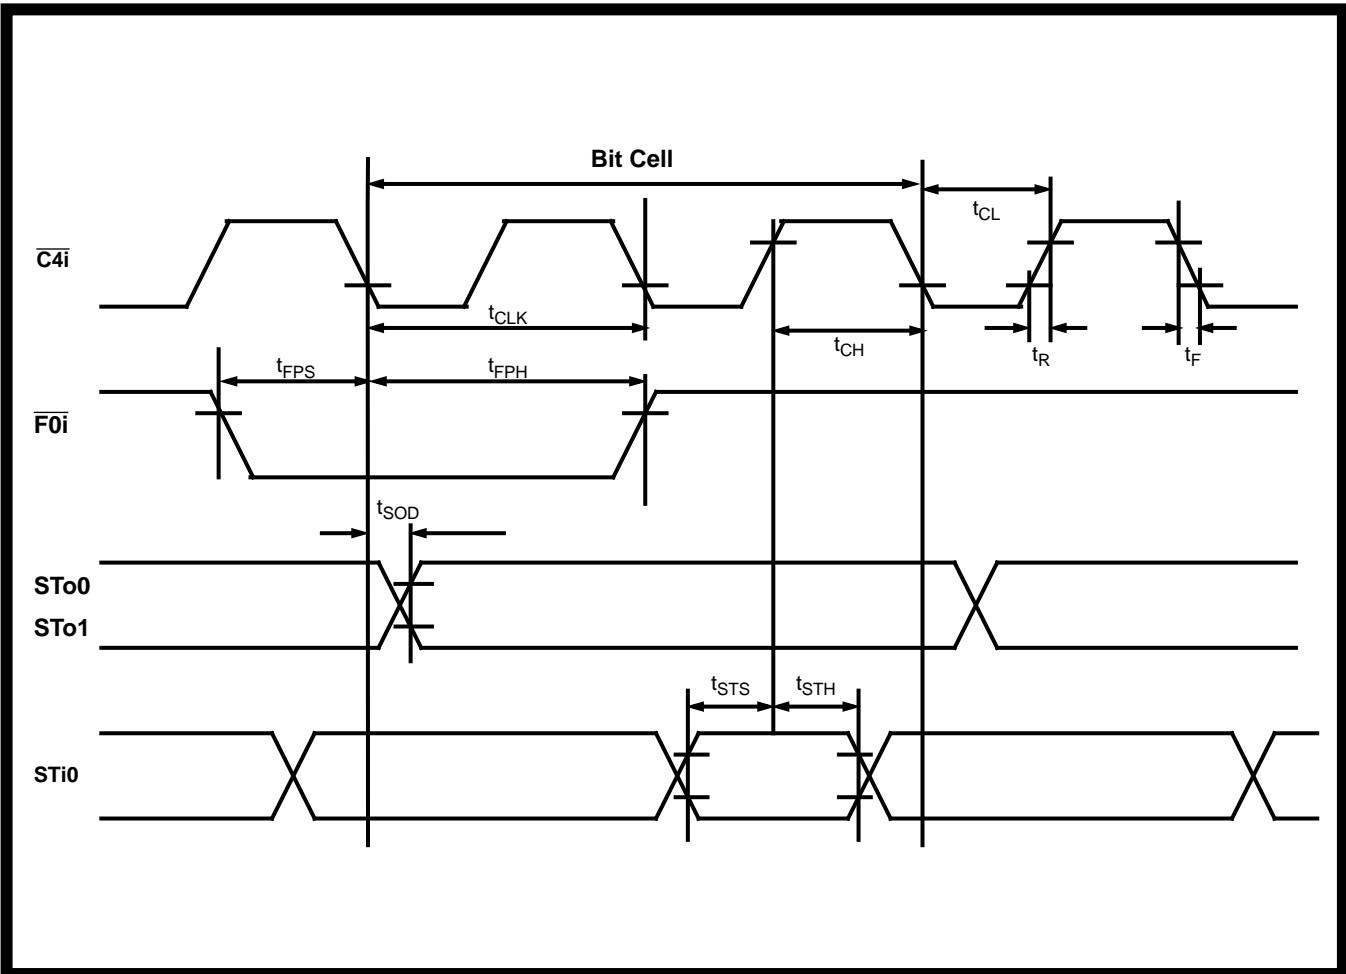 Bit Cell
tCL
C4i
tCLK
tCH
tR
tF
tFPS
tFPH
F0i
tSOD
STo0
STo1
tSTS
tSTH
STi0